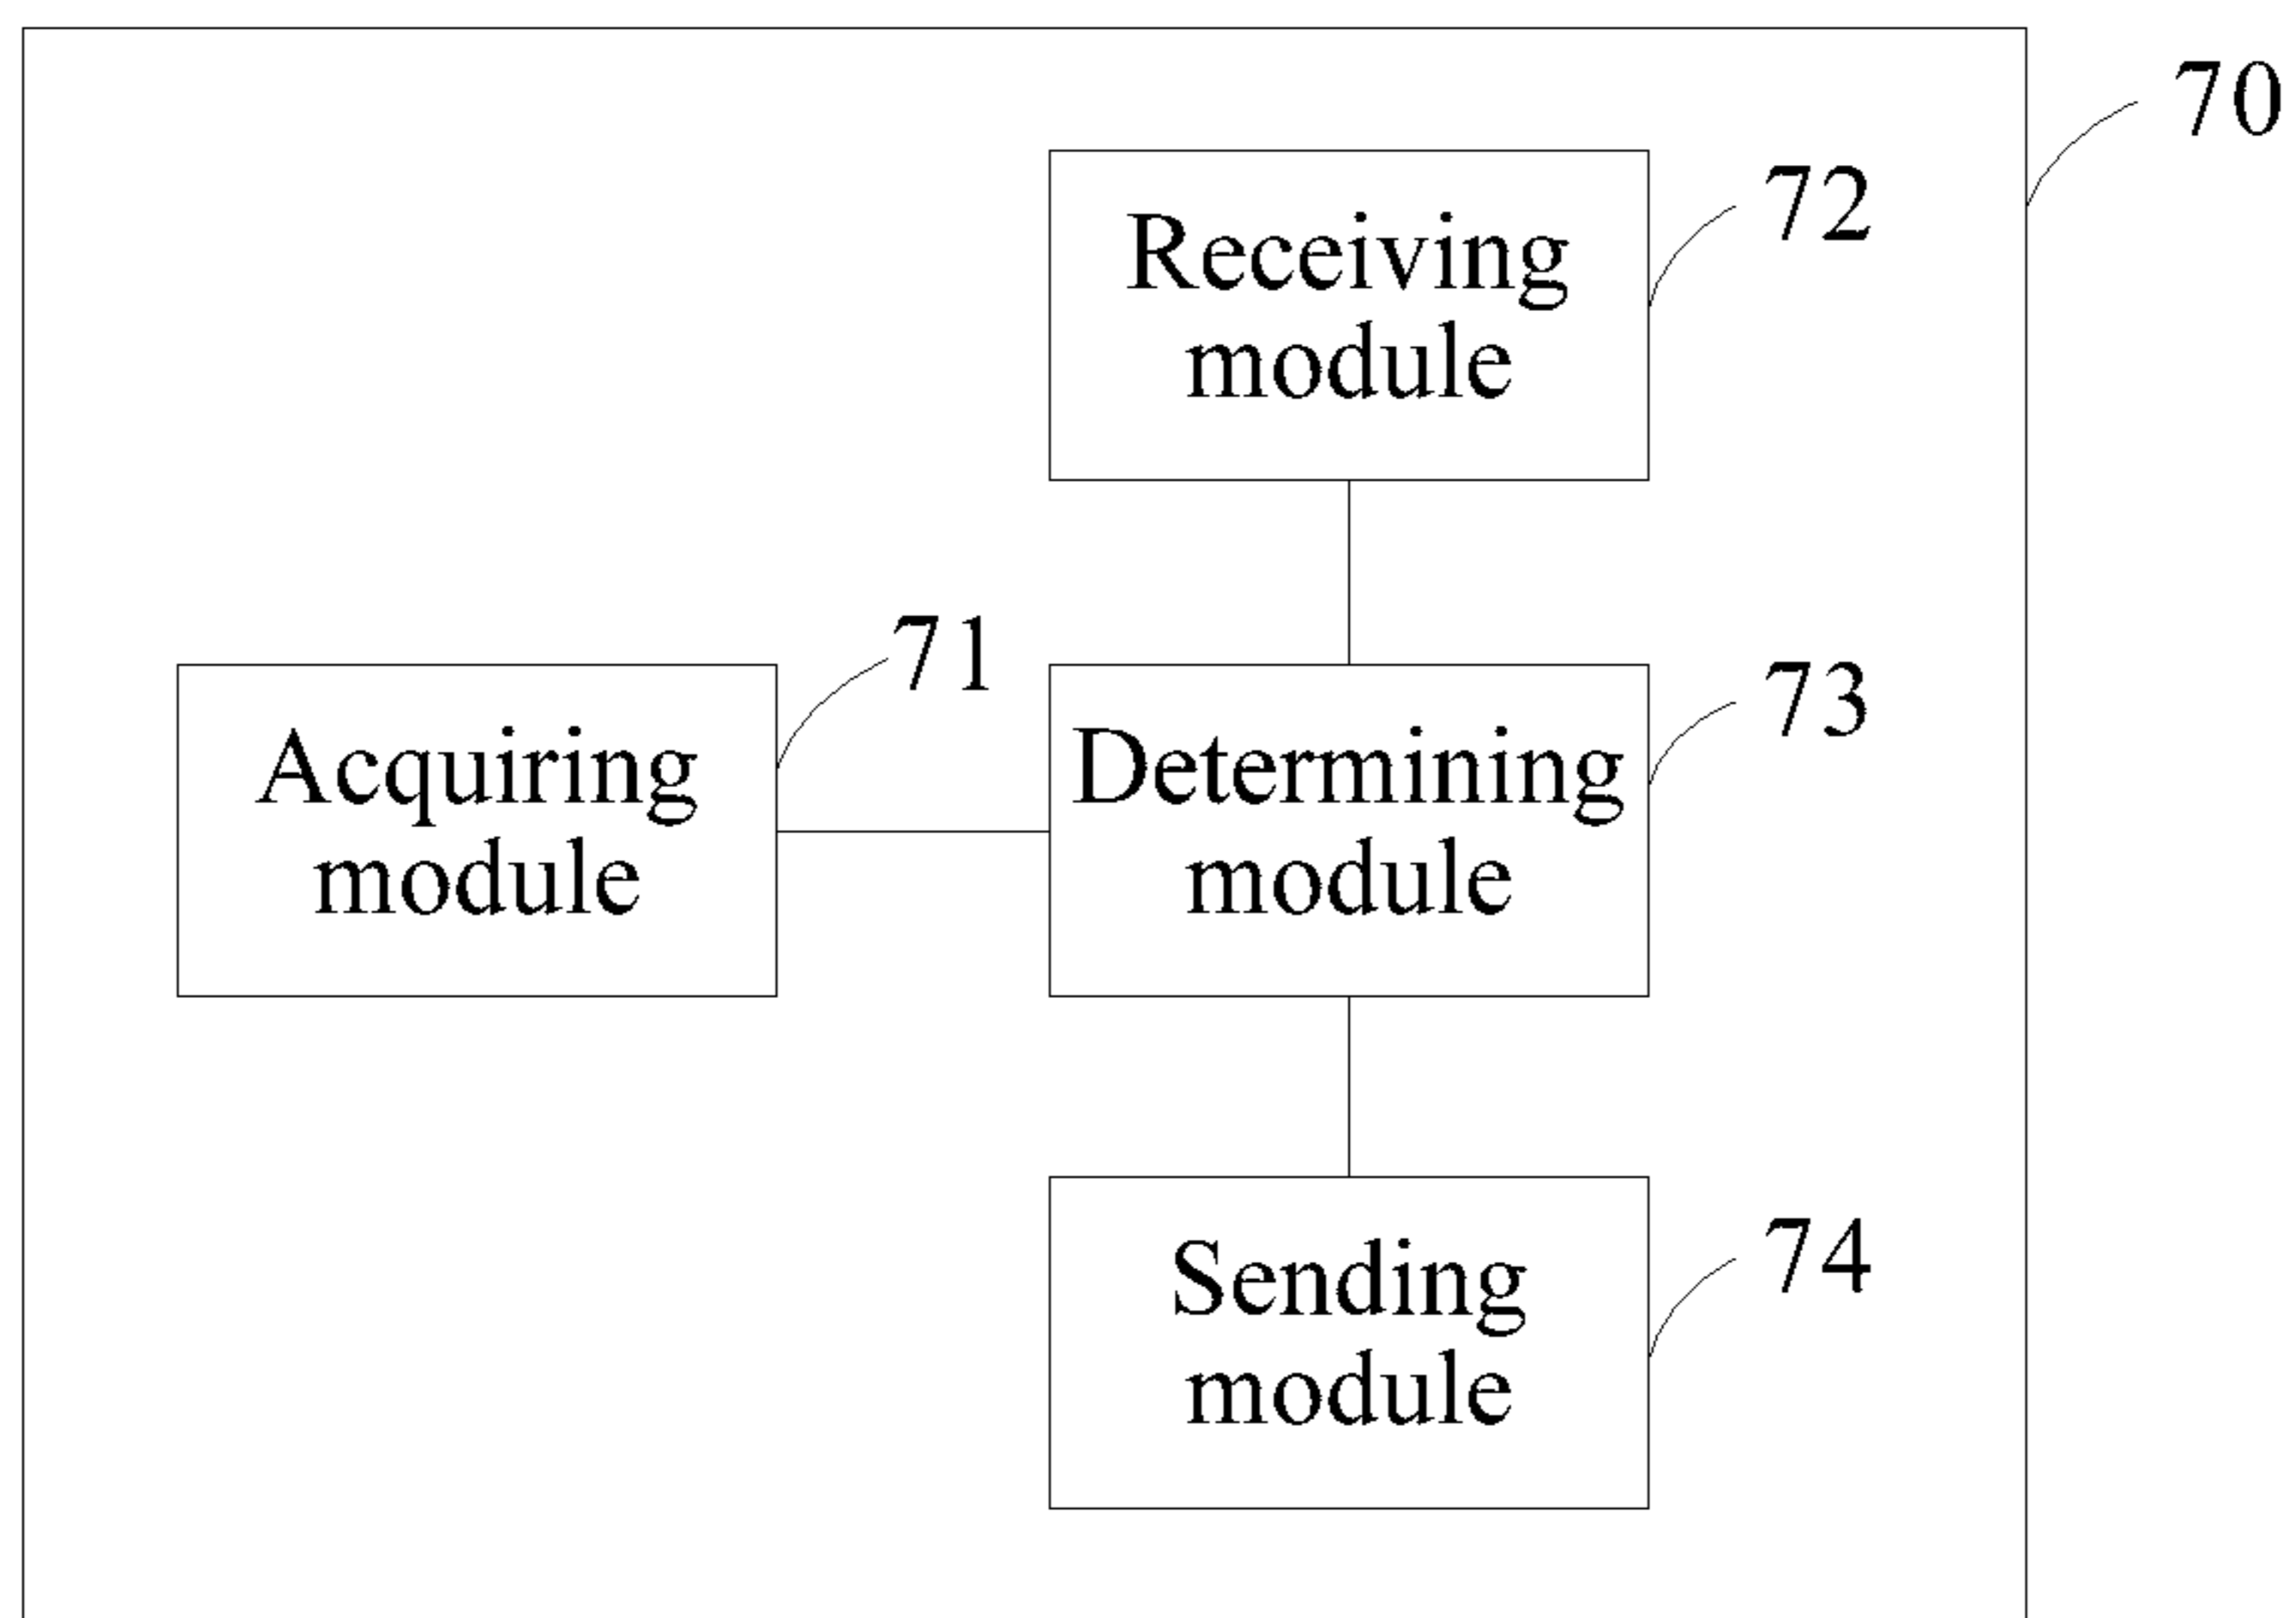 70
72
Receiving
module
71
73
Acquiring
module
Determining
module
74
Sending
module